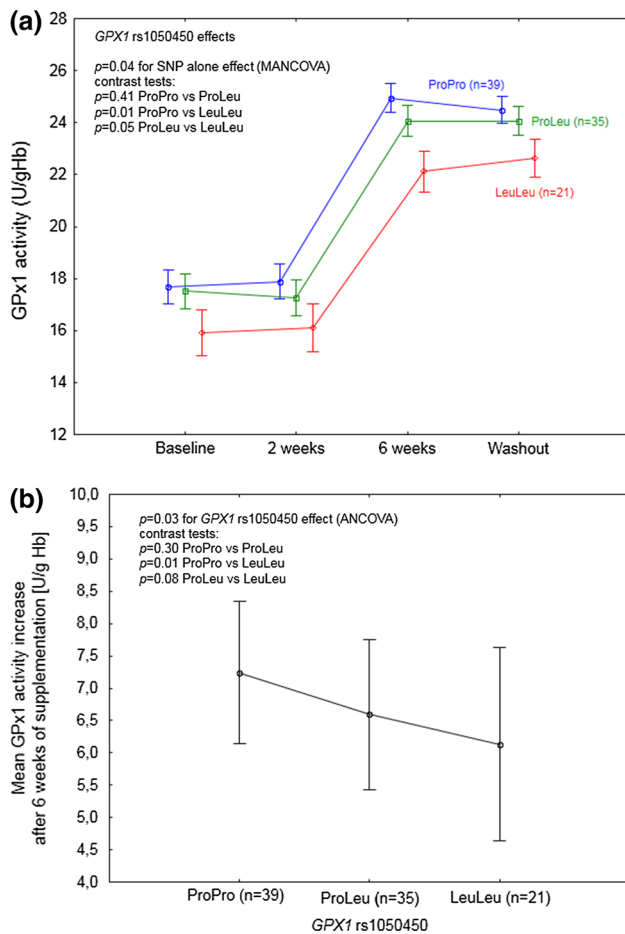 (a)
GPX1 rs1050450 effects
p=0.04 for SNP alone effect (MANCOVA)
contrast tests:
p=0.41 ProPro vs ProLeu
p=0.01 ProPro vs LeuLeu
p=0.05 ProLeu vs LeuLeu
ProPro (n=39)
ProLeu (n=35)
LeuLeu (n=21)
GPx1 activity (U/gHb)
28
26
24
22
20
18
16
14
12
Baseline 2 weeks 6 weeks Washout
(b)
p=0.03 for GPX1 rs1050450 effect (ANCOVA)
contrast tests:
p=0.30 ProPro vs ProLeu
p=0.01 ProPro vs LeuLeu
p=0.08 ProLeu vs LeuLeu
Mean GPx1 activity increase
after 6 weeks of supplementation [U/g Hb]
10,0
9,5
9,0
8,5
8,0
7,5
7,0
6,5
6,0
5,5
5,0
4,5
4,0
ProPro (n=39) ProLeu (n=35) LeuLeu (n=21)
GPX1 rs1050450